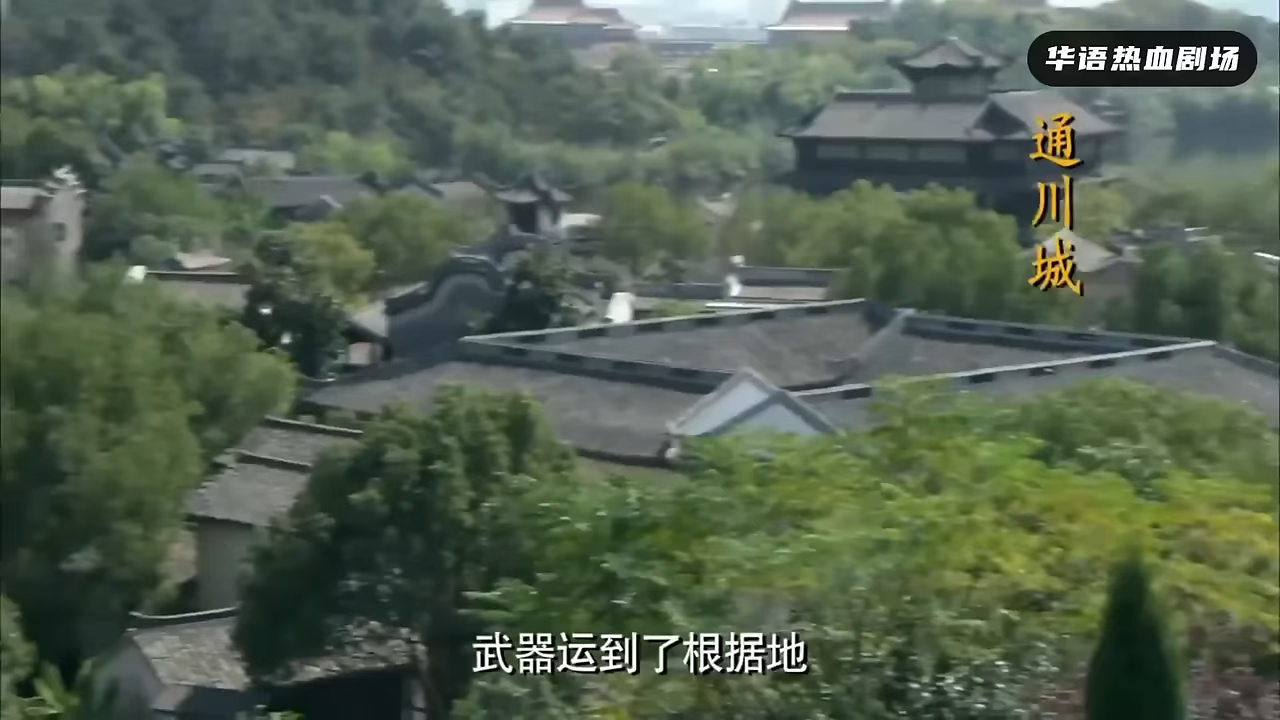 华语热血剧场
通川城
武器运到了根据地